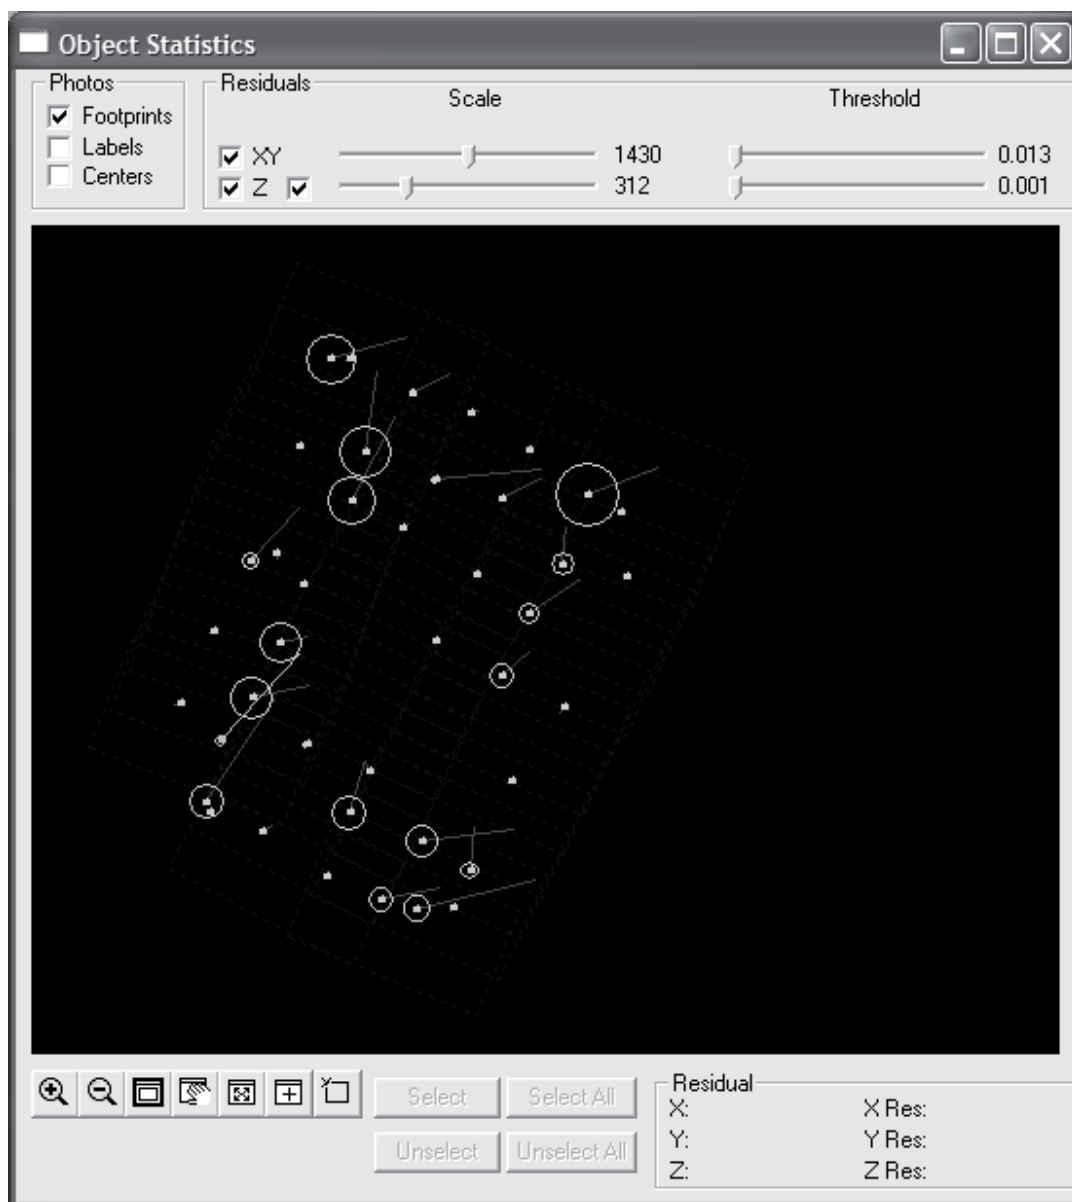 Object Statistics
Photos
Footprints
Labels
Centers
Residuals
Scale
Threshold
XY
1430
0.013
Z
312
0.001
Select
Select All
Unselect
Unselect All
Residual
X:
X Res:
Y:
Y Res:
Z:
Z Res: